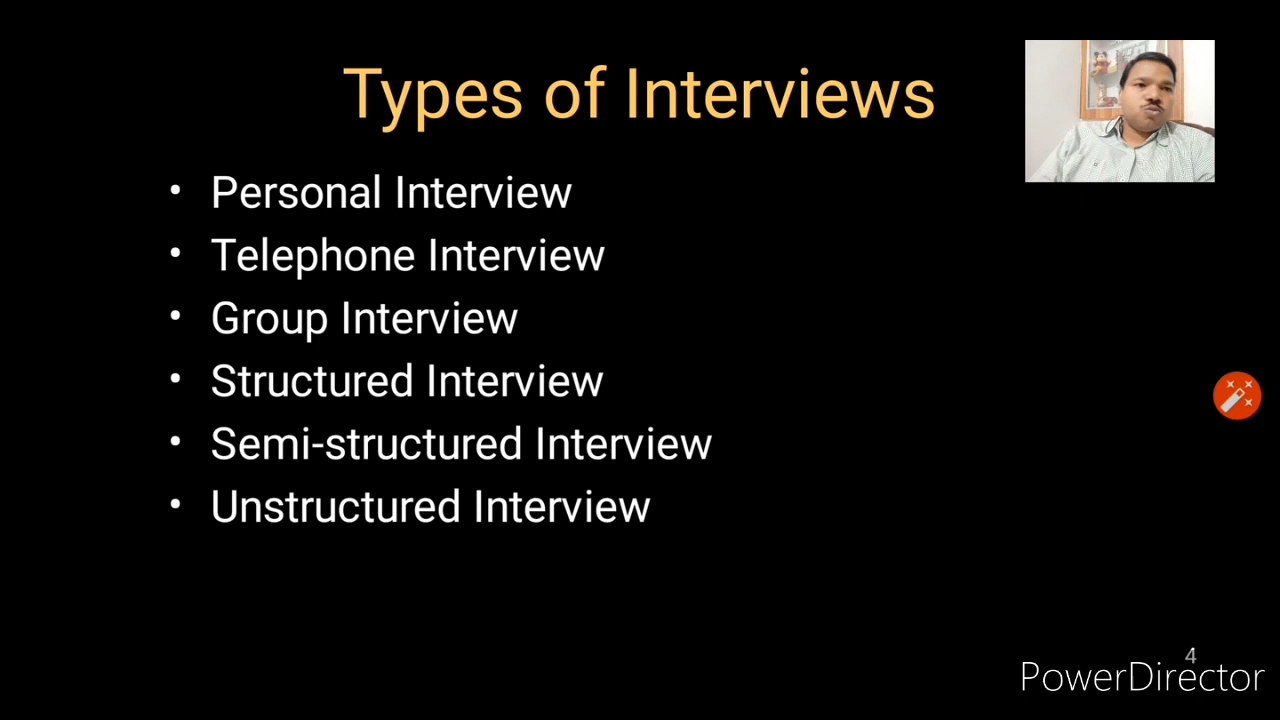 Types of Interviews
• Personal Interview
• Telephone Interview
• Group Interview
• Structured Interview
• Semi-structured Interview
• Unstructured Interview
4
PowerDirector